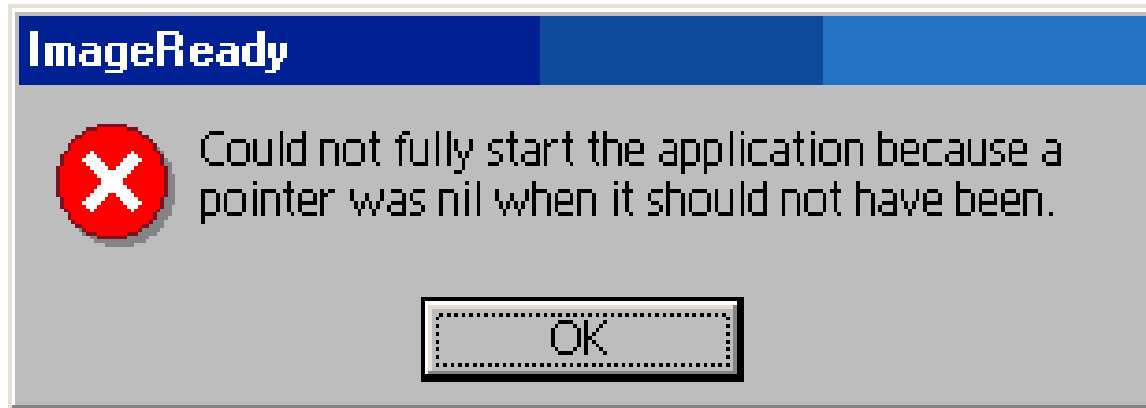 ImageReady
Could not fully start the application because a
pointer was nil when it should not have been.
OK